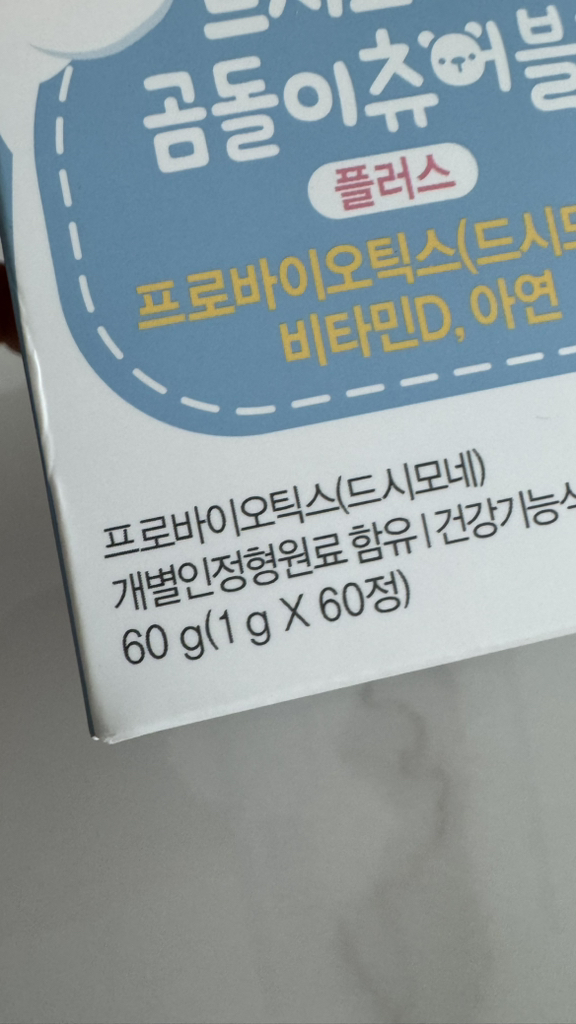 곰돌이츄어블
플러스
프로바이오틱스(드시모
비타민D, 아연
프로바이오틱스(드시모네)
개별인정형원료 함유 | 건강기능식
60 g(1 g X 60정)